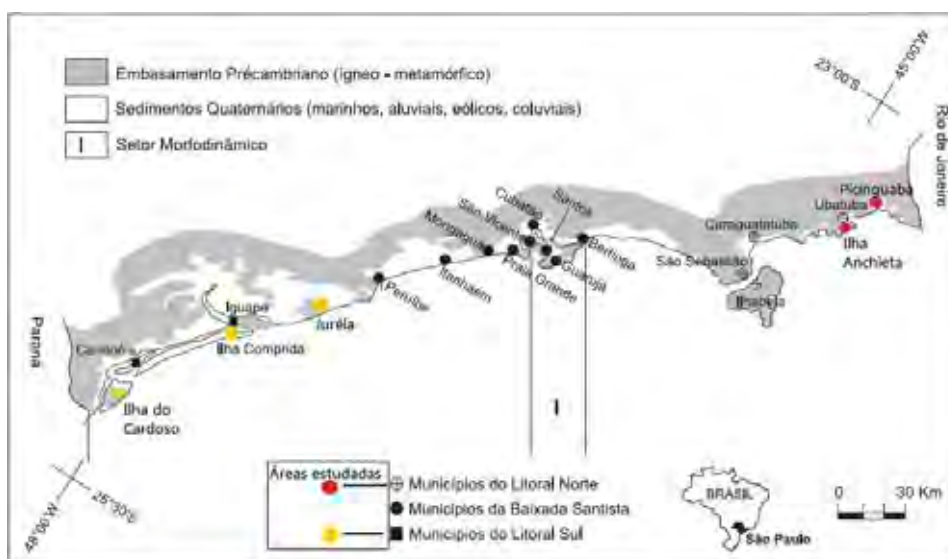 Embasamento Précambriano (ígneo - metamórfico)
Sedimentos Quaternários (marinhos, aluviais, eólicos, coluviais)
I Setor Morfodinâmico
45°00'W
23°00'S
Rio de Janeiro
Picinguaba
Ubatuba
Caraguatatuba
Ilha
Anchieta
São Sebastião
Ilhabela
Cubatão
Santos
São Vicente
Bertioga
Mongaguá
Praia Grande
Guarujá
Itanhaém
Peruíbe
Iguape
Juréia
Ilha Comprida
Paraná
Ilha do
Cardoso
I
48°00'W
25°30'S
Áreas estudadas
Municípios do Litoral Norte
Municípios da Baixada Santista
Municípios do Litoral Sul
BRASIL
São Paulo
0 30 Km